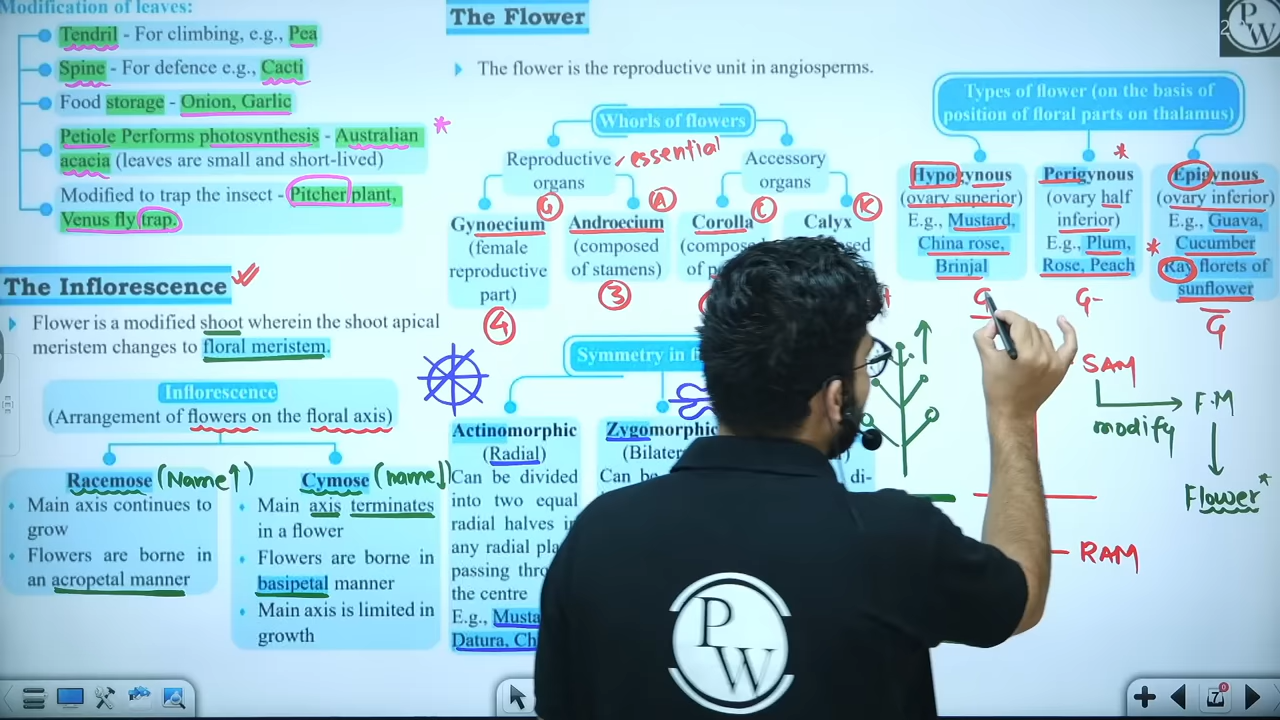 Modification of leaves:
Tendril - For climbing, e.g., Pea
Spine - For defence e.g., Cacti
Food storage - Onion, Garlic
Petiole Performs photosynthesis - Australian
acacia (leaves are small and short-lived)
Modified to trap the insect - Pitcher plant,
Venus fly trap.
The Inflorescence
Flower is a modified shoot wherein the shoot apical
meristem changes to floral meristem.
Inflorescence
(Arrangement of flowers on the floral axis)
Racemose (Name↑)
Main axis continues to
grow
Flowers are borne in
an acropetal manner
Cymose (name↓)
Main axis terminates
in a flower
Flowers are borne in
basipetal manner
Main axis is limited in
growth
The Flower
The flower is the reproductive unit in angiosperms.
Whorls of flowers
Reproductive essential
organs
Accessory
organs
G
Gynoecium
(female
reproductive
part)
4
A
Androecium
(composed
of stamens)
3
C
Corolla
K
Calyx
Symmetry in
Actinomorphic
(Radial)
Can be divided
into two equal
radial halves
any radial
passing
the centre
E.g.,
Datura,
Zygomorphic
Can
Types of flower (on the basis of
position of floral parts on thalamus)
Hypogynous
(ovary superior)
E.g., Mustard,
China rose,
Brinjal
G
Perigynous
(ovary half
inferior)
E.g., Plum,
Rose, Peach
G-
Epigynous
(ovary inferior)
E.g., Guava,
Cucumber
Ray florets of
sunflower
G
SAM
modify
F.M
Flower
RAM
PW
PW
7